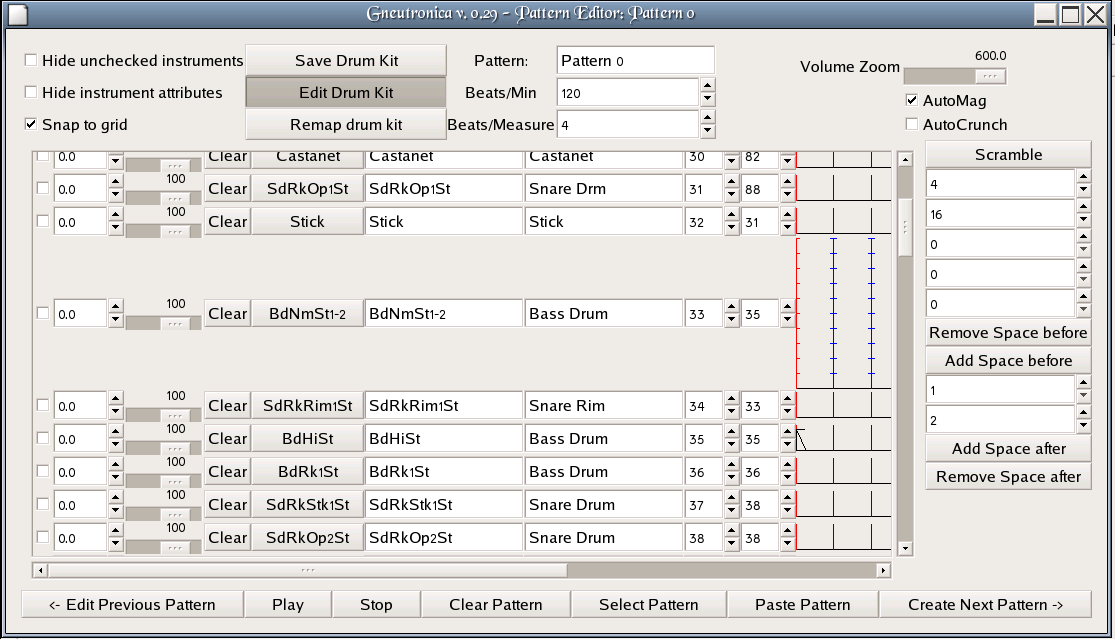 Gneutronica v. 0.29 - Pattern Editor: Pattern 0
Hide unchecked instruments Save Drum Kit Pattern: Pattern 0 Volume Zoom 600.0
Hide instrument attributes Edit Drum Kit Beats/Min 120 AutoMag
Snap to grid Remap drum kit Beats/Measure 4 AutoCrunch
0.0 Clear Castanet Castanet Castanet 30 82
100
0.0 Clear SdRkOp1St SdRkOp1St Snare Drm 31 88
100
0.0 Clear Stick Stick Stick 32 31
100
0.0 Clear BdNmSt1-2 BdNmSt1-2 Bass Drum 33 35
100
0.0 Clear SdRkRim1St SdRkRim1St Snare Rim 34 33
100
0.0 Clear BdHiSt BdHiSt Bass Drum 35 35
100
0.0 Clear BdRk1St BdRk1St Bass Drum 36 36
100
0.0 Clear SdRkStk1St SdRkStk1St Snare Drum 37 38
100
0.0 Clear SdRkOp2St SdRkOp2St Snare Drum 38 38
Scramble
4
16
0
0
0
Remove Space before
Add Space before
1
2
Add Space after
Remove Space after
<- Edit Previous Pattern Play Stop Clear Pattern Select Pattern Paste Pattern Create Next Pattern ->